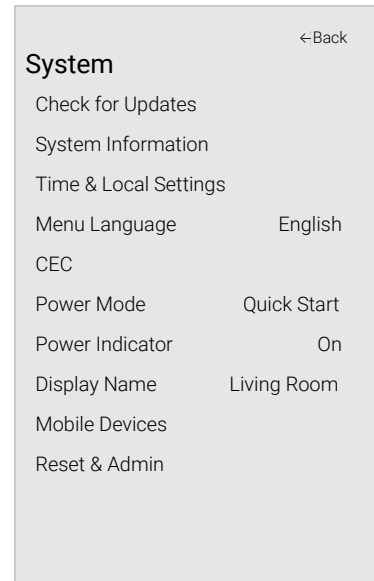 ←Back
System
Check for Updates
System Information
Time & Local Settings
Menu Language English
CEC
Power Mode Quick Start
Power Indicator On
Display Name Living Room
Mobile Devices
Reset & Admin